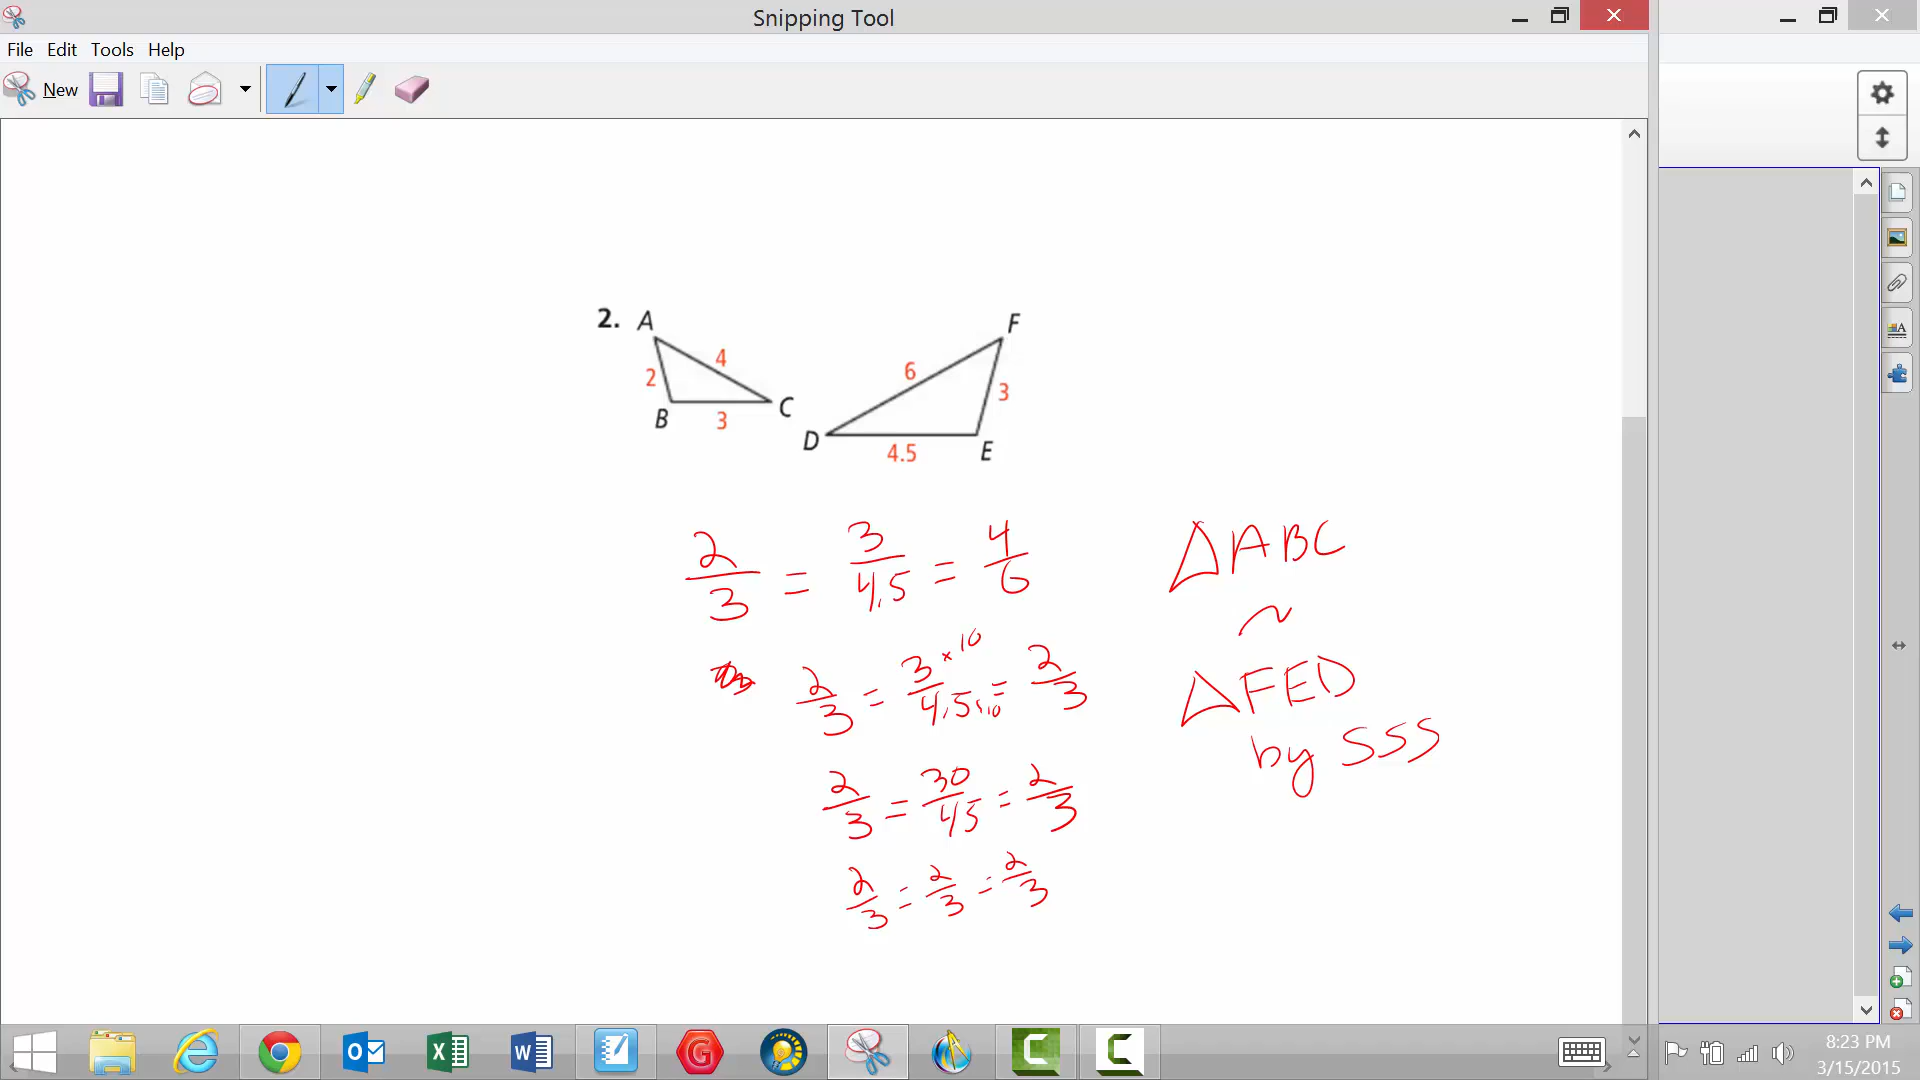 Snipping Tool
File Edit Tools Help
New
2. A
4
2
B
3
C
F
6
3
D
4.5
E
2/3 = 3/4.5 = 4/6
2/3 = 3×10/4.5×10 = 2/3
2/3 = 30/45 = 2/3
2/3 = 2/3 = 2/3
△ABC
~
△FED
by SSS
8:23 PM
3/15/2015